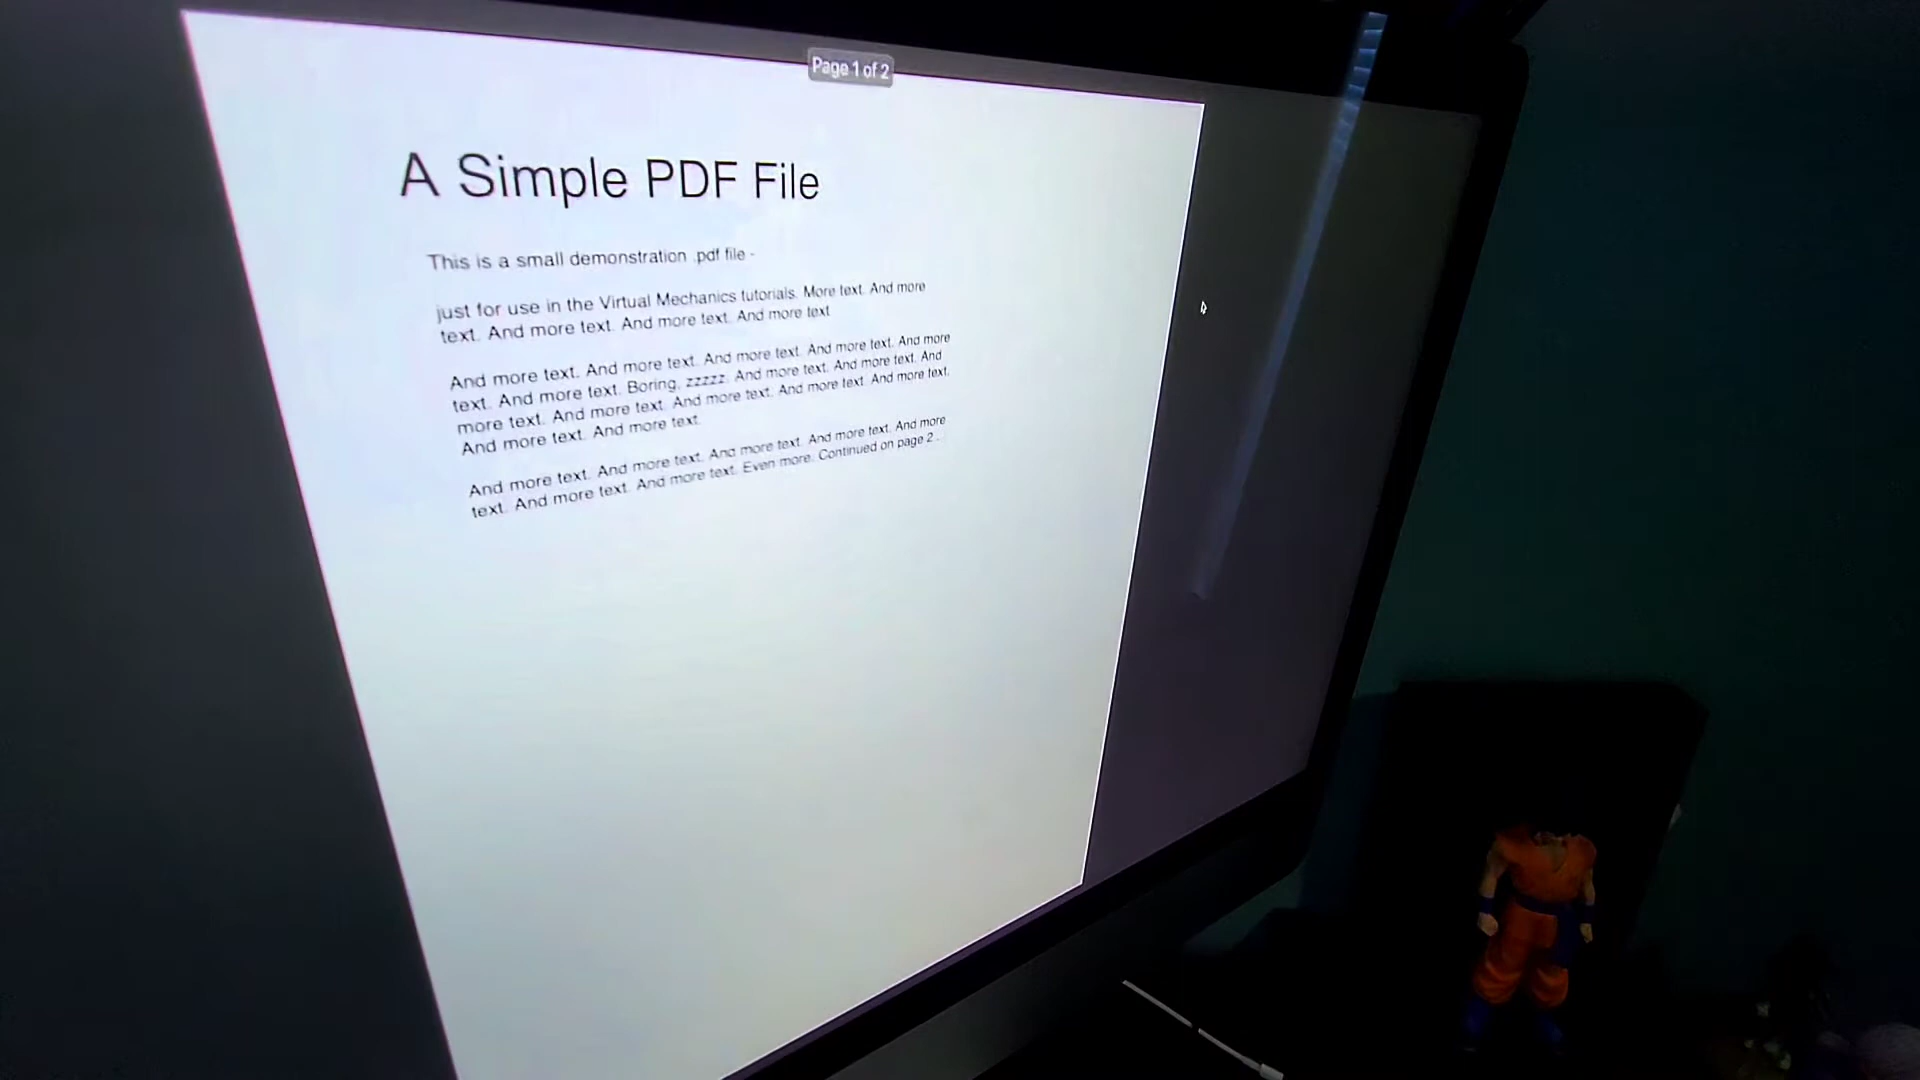 Page 1 of 2
A Simple PDF File
This is a small demonstration .pdf file -
just for use in the Virtual Mechanics tutorials. More text. And more
text. And more text. And more text. And more text
And more text. And more text. And more text. And more text. And more
text. And more text. Boring, zzzzz. And more text. And more text. And
more text. And more text. And more text. And more text. And more text.
And more text. And more text.
And more text. And more text. And more text. And more text. And more
text. And more text. And more text. Even more. Continued on page 2 ...